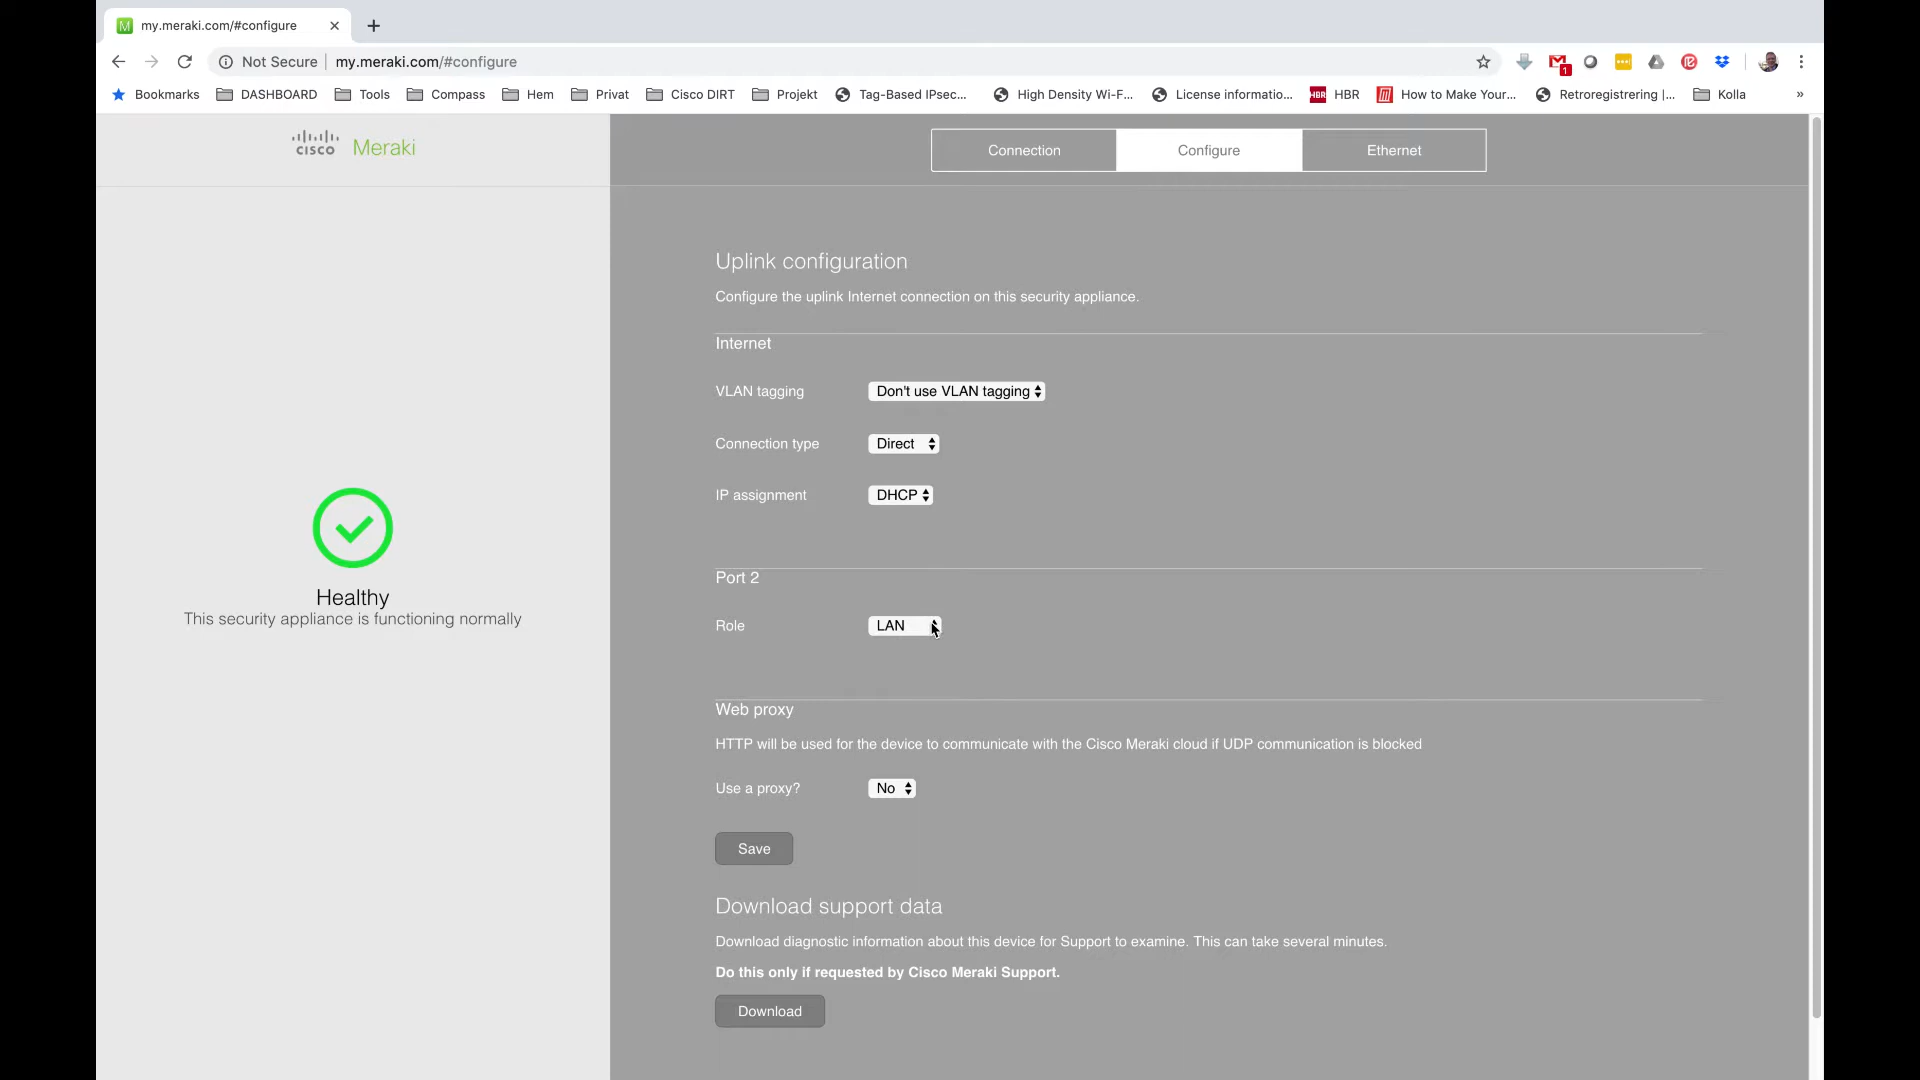 my.meraki.com/#configure
Not Secure my.meraki.com/#configure
1
Bookmarks DASHBOARD Tools Compass Hem Privat Cisco DIRT Projekt Tag-Based IPsec... High Density Wi-F... License informatio... HBR HBR How to Make Your... Retroregistrering |... Kolla »
CISCO Meraki
Connection Configure Ethernet
Uplink configuration
Configure the uplink Internet connection on this security appliance.
Internet
VLAN tagging Don't use VLAN tagging
Connection type Direct
IP assignment DHCP
Healthy
This security appliance is functioning normally
Port 2
Role LAN
Web proxy
HTTP will be used for the device to communicate with the Cisco Meraki cloud if UDP communication is blocked
Use a proxy? No
Save
Download support data
Download diagnostic information about this device for Support to examine. This can take several minutes.
Do this only if requested by Cisco Meraki Support.
Download